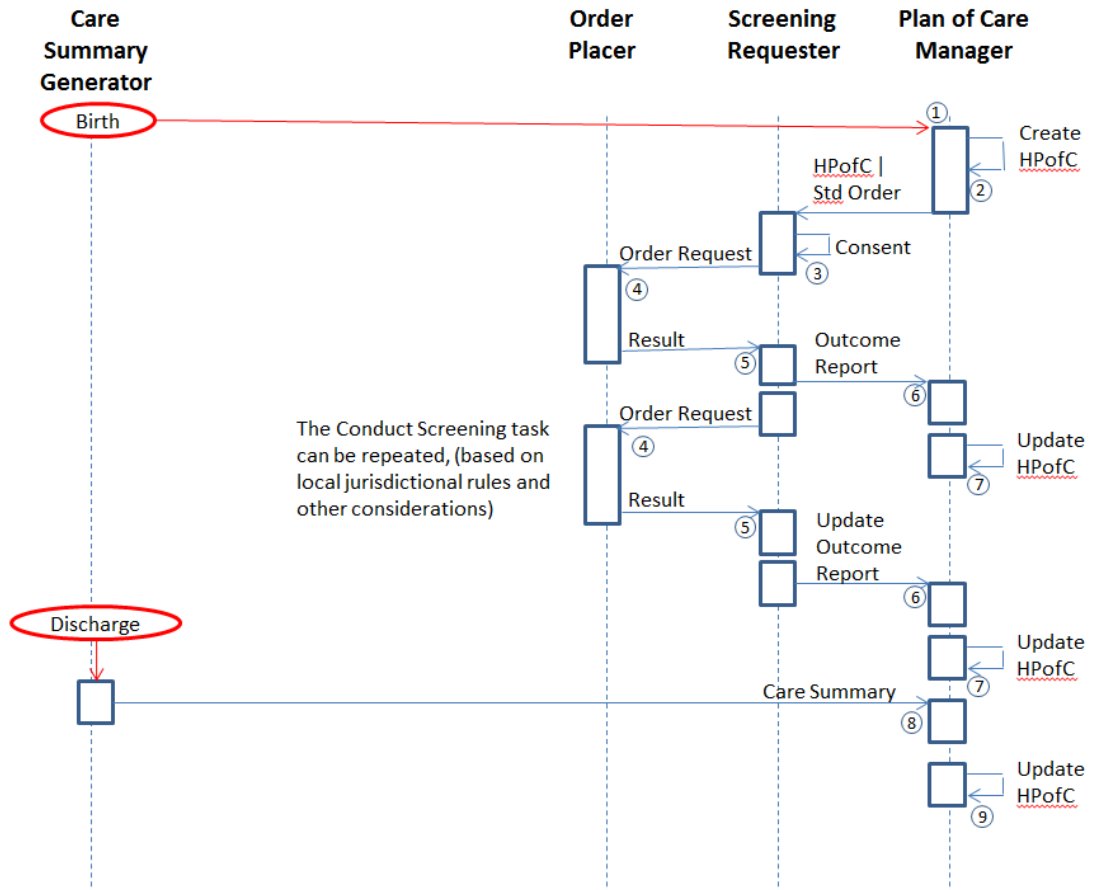 Care
Summary
Generator
Order
Placer
Screening
Requester
Plan of Care
Manager
Birth
1
Create
HPofC
2
HPofC |
Std Order
Consent
3
Order Request
4
Result
5
Outcome
Report
6
Order Request
4
The Conduct Screening task
can be repeated, (based on
local jurisdictional rules and
other considerations)
Update
HPofC
7
Result
5
Update
Outcome
Report
6
Discharge
Update
HPofC
7
Care Summary
8
Update
HPofC
9